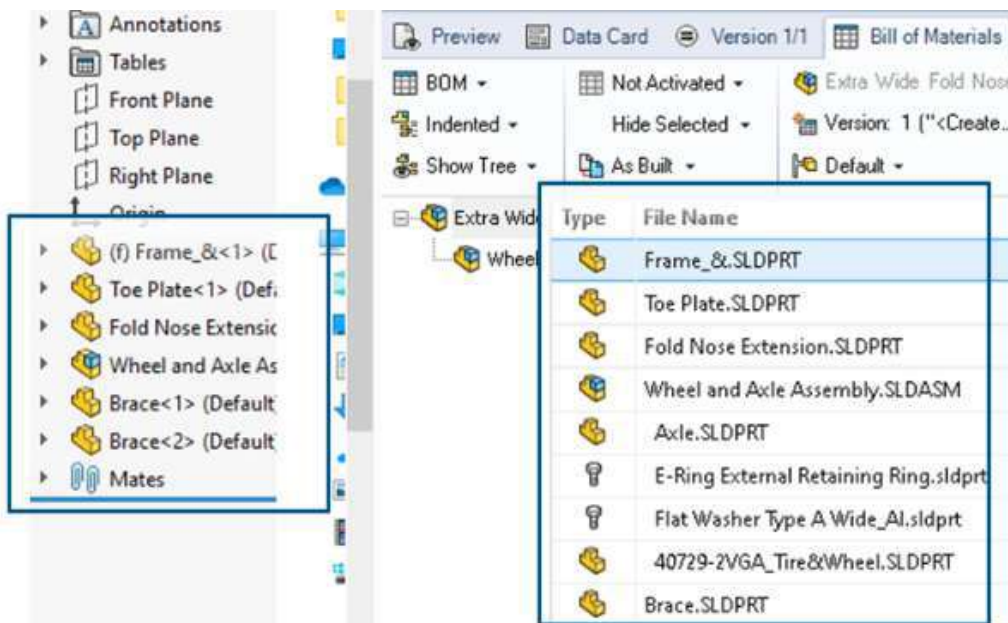 Annotations
Tables
Front Plane
Top Plane
Right Plane
Origin
(f) Frame_&<1> (D
Toe Plate<1> (Defa
Fold Nose Extensio
Wheel and Axle As
Brace<1> (Default
Brace<2> (Default
Mates
Preview Data Card Version 1/1 Bill of Materials
BOM Not Activated Extra Wide Fold Nose
Indented Hide Selected Version: 1 ("<Create..
Show Tree As Built Default
Extra Wid
Wheel
Type File Name
Frame_&.SLDPRT
Toe Plate.SLDPRT
Fold Nose Extension.SLDPRT
Wheel and Axle Assembly.SLDASM
Axle.SLDPRT
E-Ring External Retaining Ring.sldprt
Flat Washer Type A Wide_AI.sldprt
40729-2VGA_Tire&Wheel.SLDPRT
Brace.SLDPRT